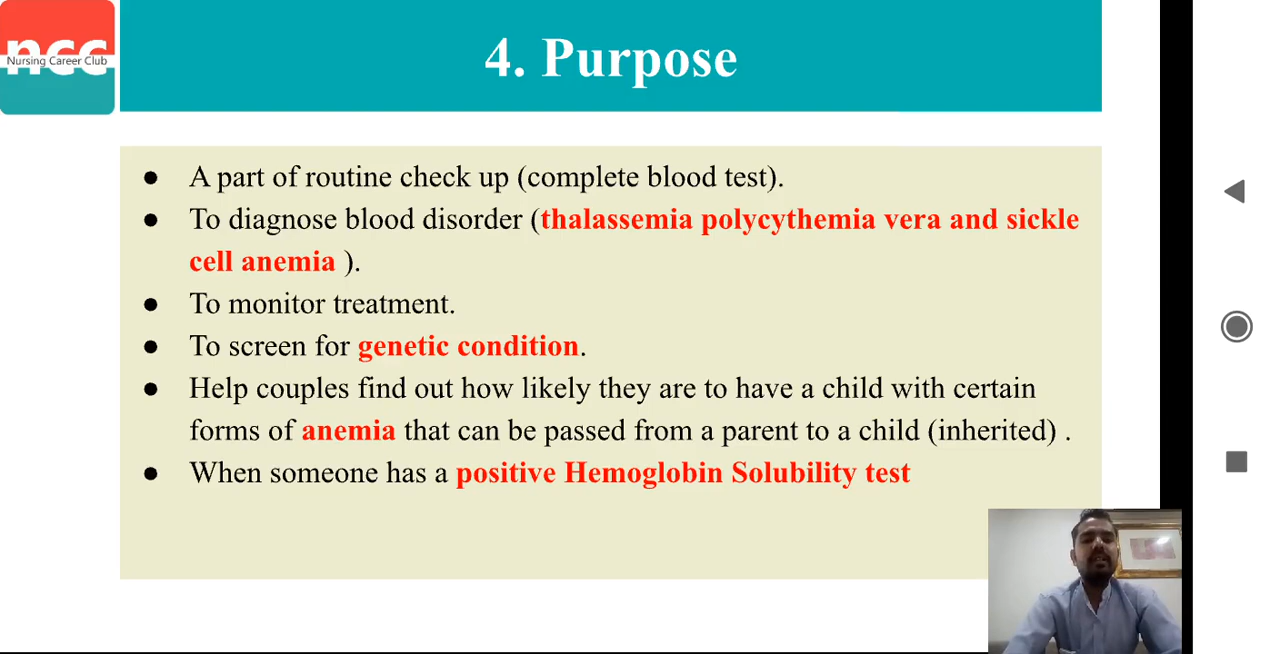 ncc
Nursing Career Club
4. Purpose
● A part of routine check up (complete blood test).
● To diagnose blood disorder (thalassemia polycythemia vera and sickle
cell anemia ).
● To monitor treatment.
● To screen for genetic condition.
● Help couples find out how likely they are to have a child with certain
forms of anemia that can be passed from a parent to a child (inherited) .
● When someone has a positive Hemoglobin Solubility test